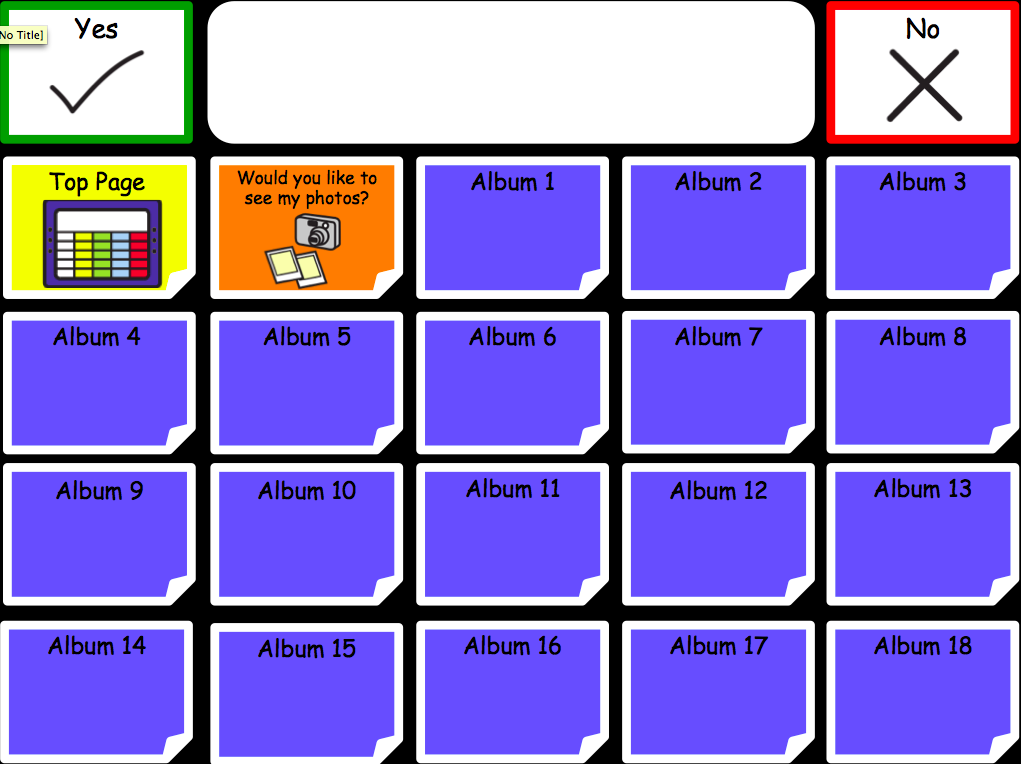 Yes
No
No Title]
Top Page
Would you like to
see my photos?
Album 1
Album 2
Album 3
Album 4
Album 5
Album 6
Album 7
Album 8
Album 9
Album 10
Album 11
Album 12
Album 13
Album 14
Album 15
Album 16
Album 17
Album 18